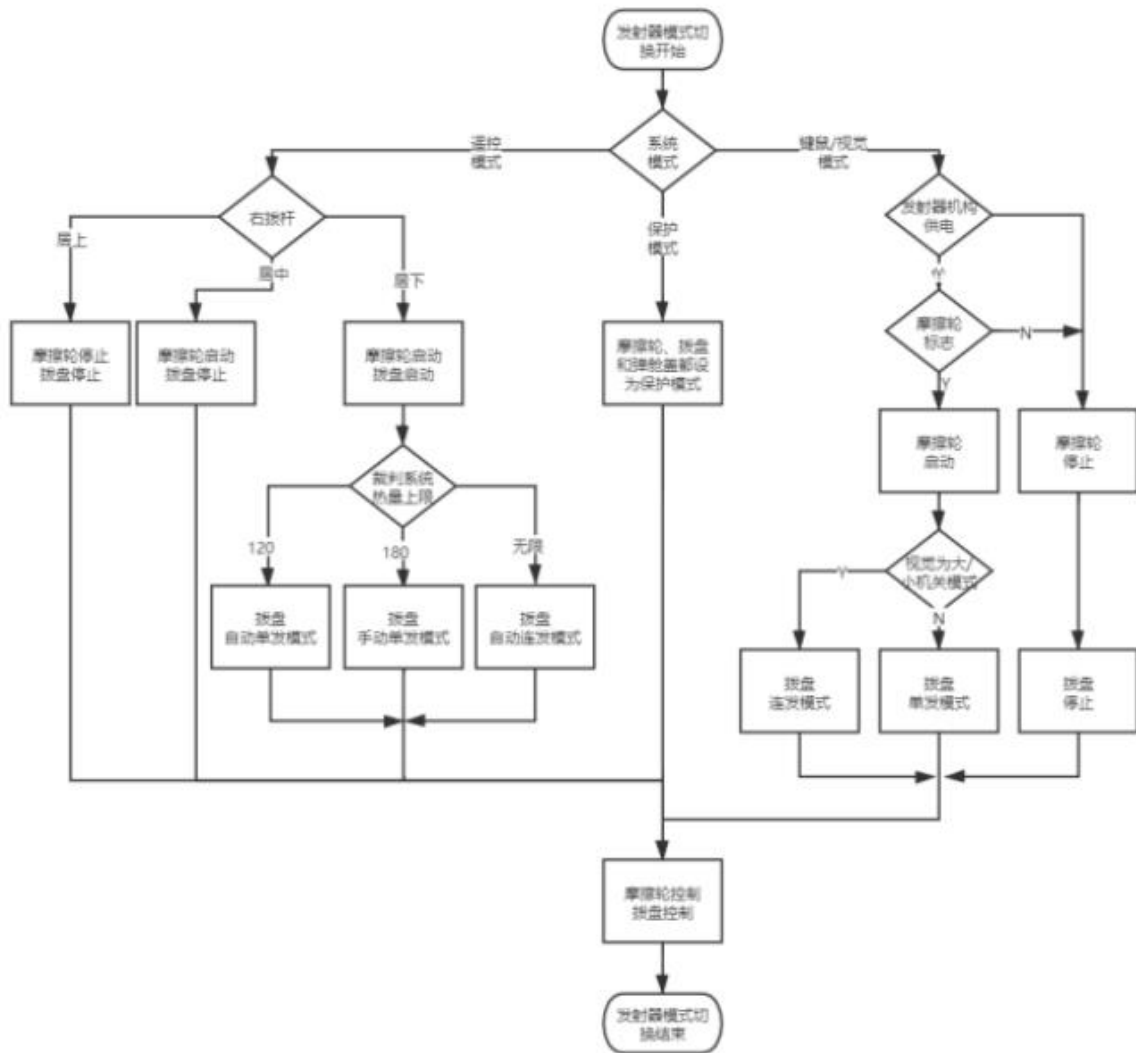 发射器模式切
换开始
系统
模式
遥控
模式
键鼠/视觉
模式
保护
模式
右拨杆
居上
居中
居下
摩擦轮停止
拨盘停止
摩擦轮启动
拨盘停止
摩擦轮启动
拨盘启动
摩擦轮、拨盘
和弹舱盖都设
为保护模式
裁判系统
热量上限
120
180
无限
拨盘
自动单发模式
拨盘
手动单发模式
拨盘
自动连发模式
发射器机构
供电
Y
摩擦轮
标志
N
Y
摩擦轮
启动
摩擦轮
停止
视觉为大/
小机关模式
Y
N
拨盘
连发模式
拨盘
单发模式
拨盘
停止
摩擦轮控制
拨盘控制
发射器模式切
换结束